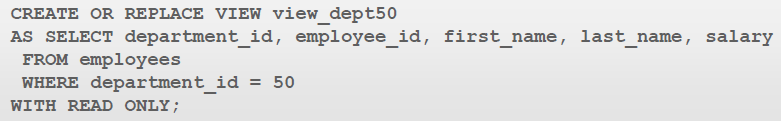 CREATE OR REPLACE VIEW view_dept50
AS SELECT department_id, employee_id, first_name, last_name, salary
FROM employees
WHERE department_id = 50
WITH READ ONLY;